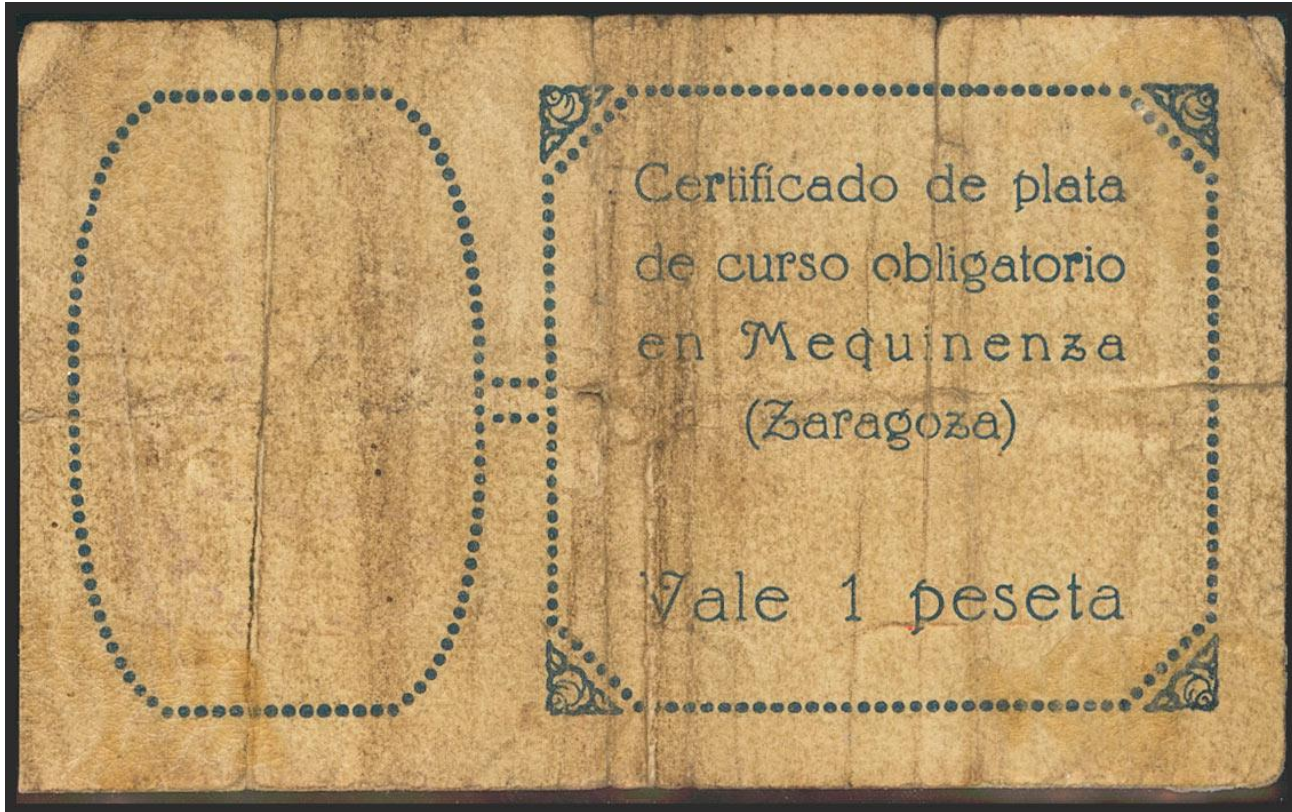 Certificado de plata
de curso obligatorio
en Mequinenza
(Zaragoza)
Vale 1 peseta